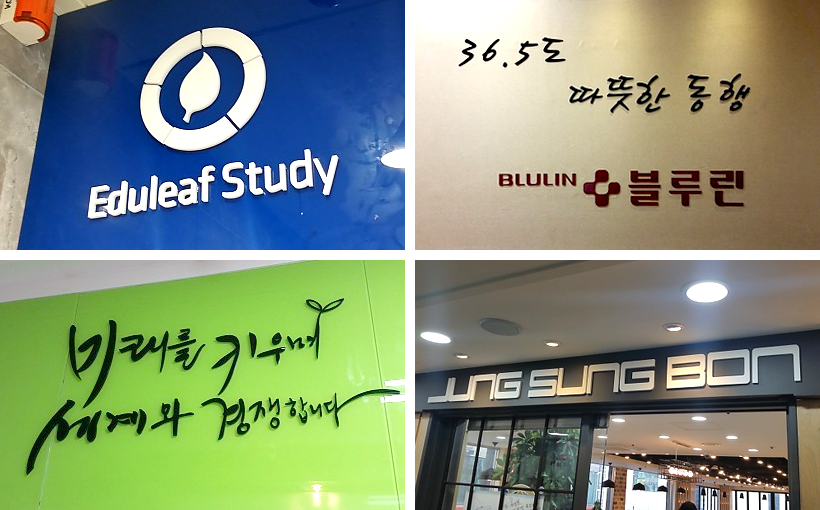 Eduleaf Study
36.5도
따뜻한 동행
BLULIN 블루린
미래를 키우며
세계와 경쟁합니다
JUNG SUNG BON